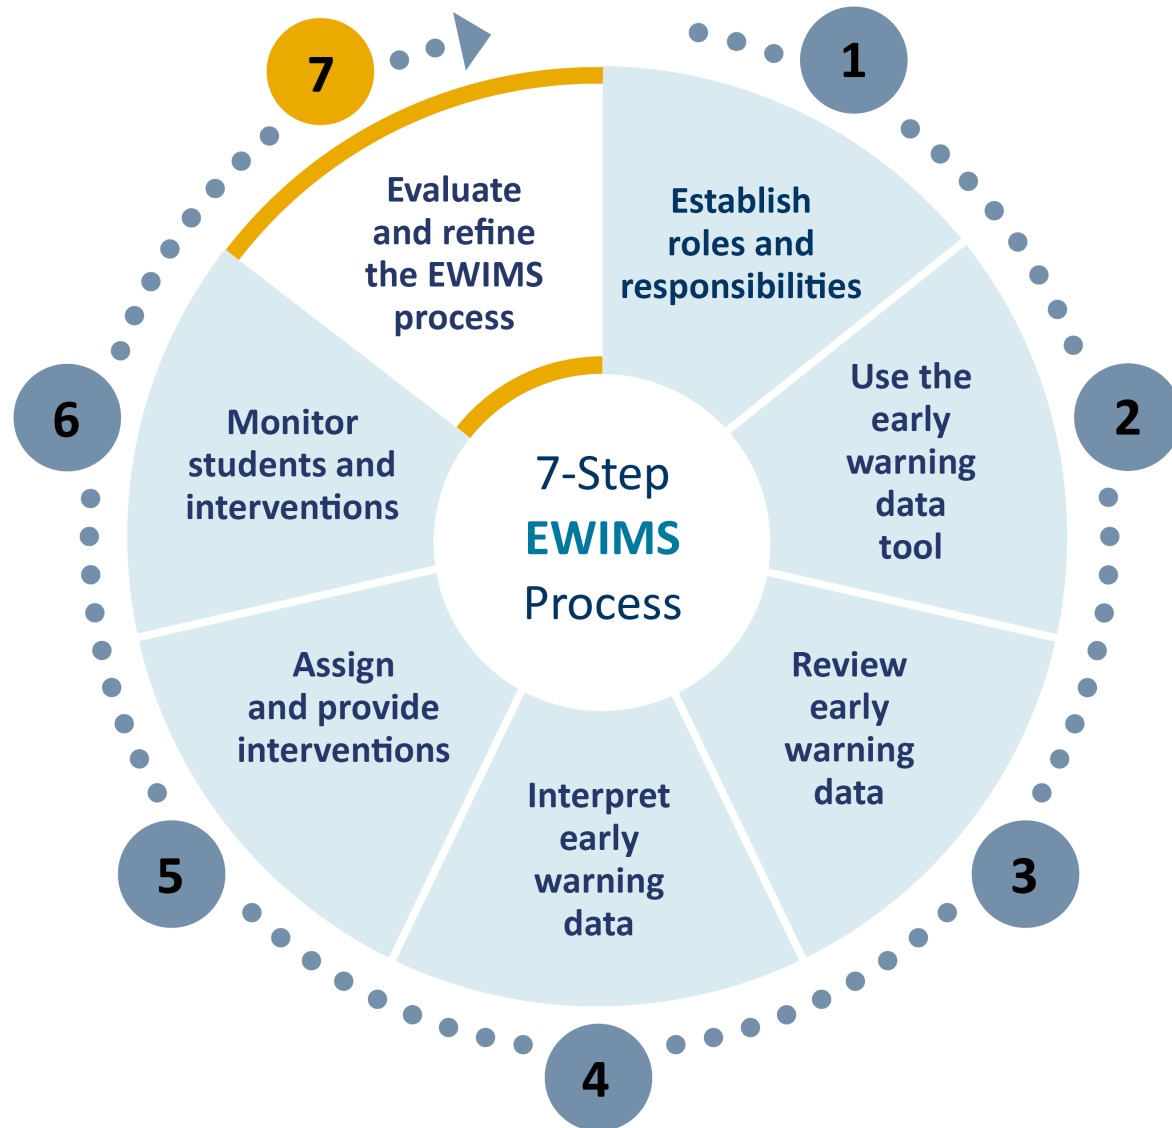 7-Step
EWIMS
Process
1
Establish
roles and
responsibilities
2
Use the
early
warning
data
tool
3
Review
early
warning
data
4
Interpret
early
warning
data
5
Assign
and provide
interventions
6
Monitor
students and
interventions
7
Evaluate
and refine
the EWIMS
process